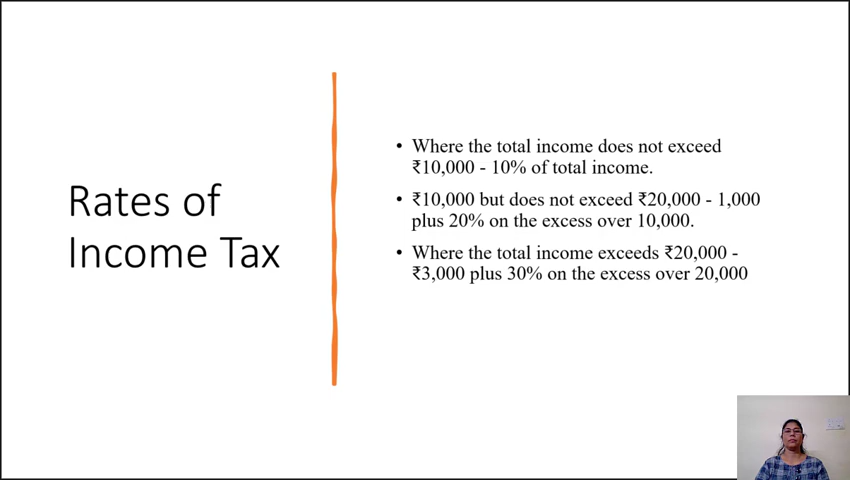 Rates of
Income Tax
• Where the total income does not exceed
₹10,000 - 10% of total income.
• ₹10,000 but does not exceed ₹20,000 - 1,000
plus 20% on the excess over 10,000.
• Where the total income exceeds ₹20,000 -
₹3,000 plus 30% on the excess over 20,000